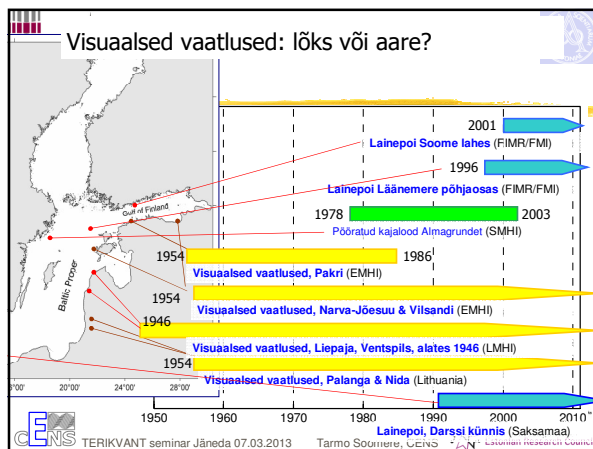 Visuaalsed vaatlused: lõks või aare?
2001
Lainepoi Soome lahes (FIMR/FMI)
1996
Lainepoi Läänemere põhjaosas (FIMR/FMI)
Gulf of Finland
1978
2003
Pööratud kajalood Almagrundet (SMHI)
1954
1986
Visuaalsed vaatlused, Pakri (EMHI)
Baltic Proper
1954
Visuaalsed vaatlused, Narva-Jõesuu & Vilsandi (EMHI)
1946
Visuaalsed vaatlused, Liepaja, Ventspils, alates 1946 (LMHI)
1954
Visuaalsed vaatlused, Palanga & Nida (Lithuania)
20'00' 24'00' 28'00'
1950 1960 1970 1980 1990 2000 2010
Lainepoi, Darssi künnis (Saksamaa)
CENS TERIKVANT seminar Jäneda 07.03.2013 Tarmo Soomere, CENS Estonian Research Council